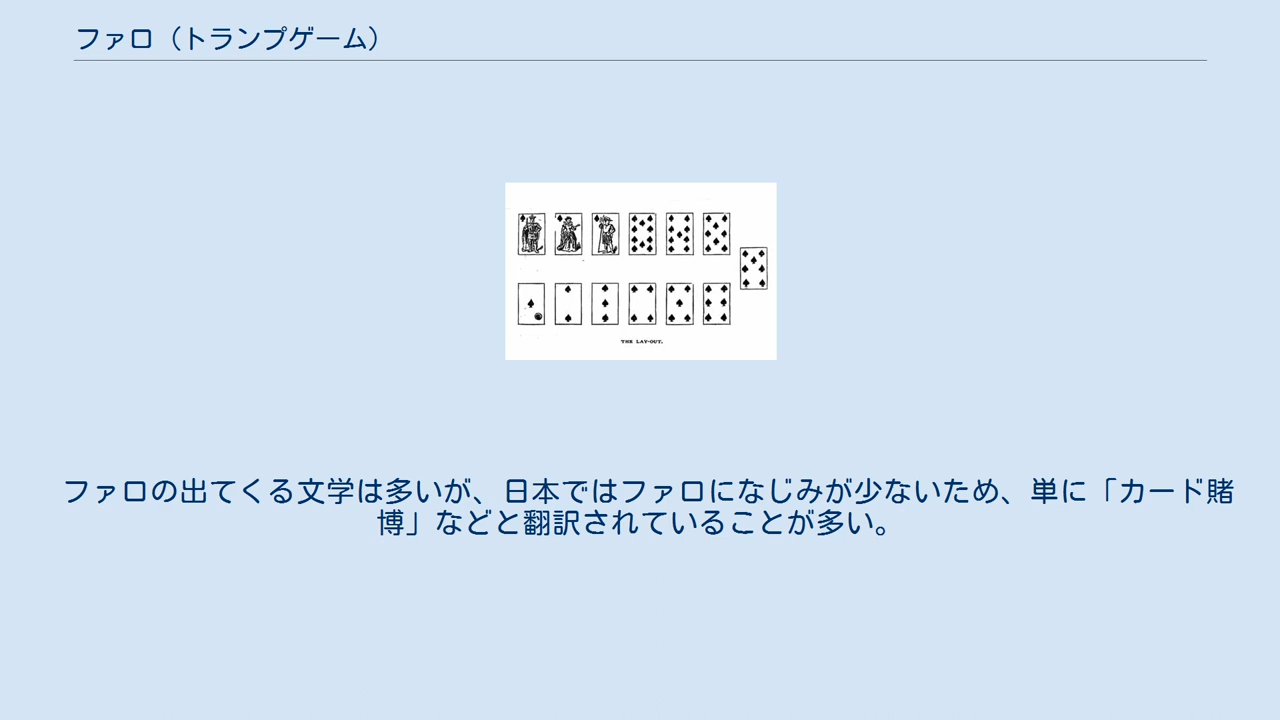 ファロ（トランプゲーム）
THE LAY-OUT.
ファロの出てくる文学は多いが、日本ではファロになじみが少ないため、単に「カード賭
博」などと翻訳されていることが多い。